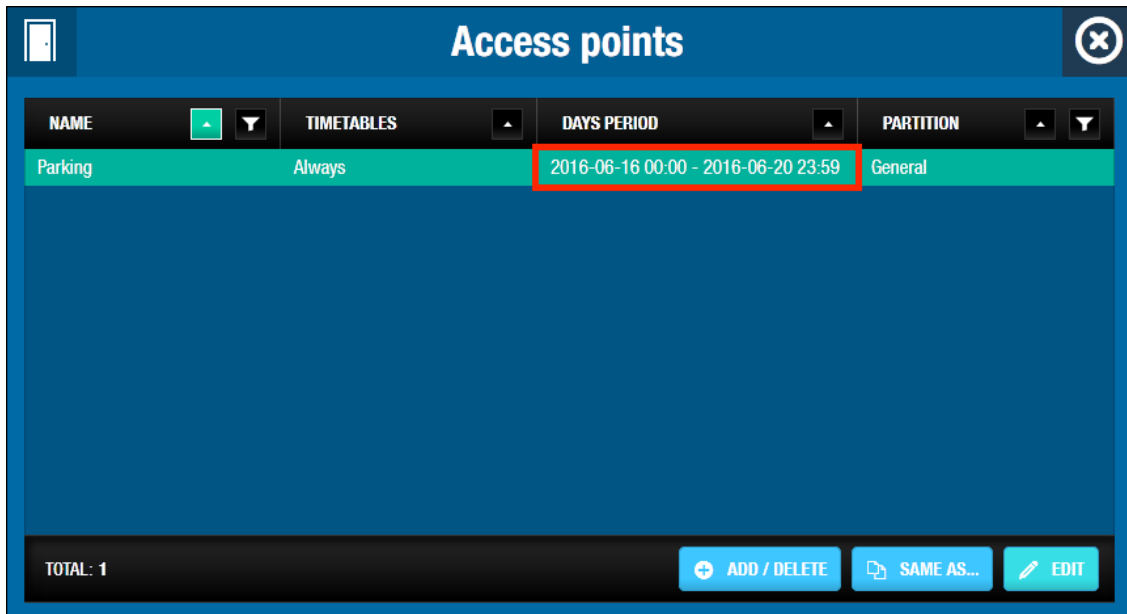 Access points
NAME TIMETABLES DAYS PERIOD PARTITION
Parking Always 2016-06-16 00:00 - 2016-06-20 23:59 General
TOTAL: 1 ADD / DELETE SAME AS... EDIT